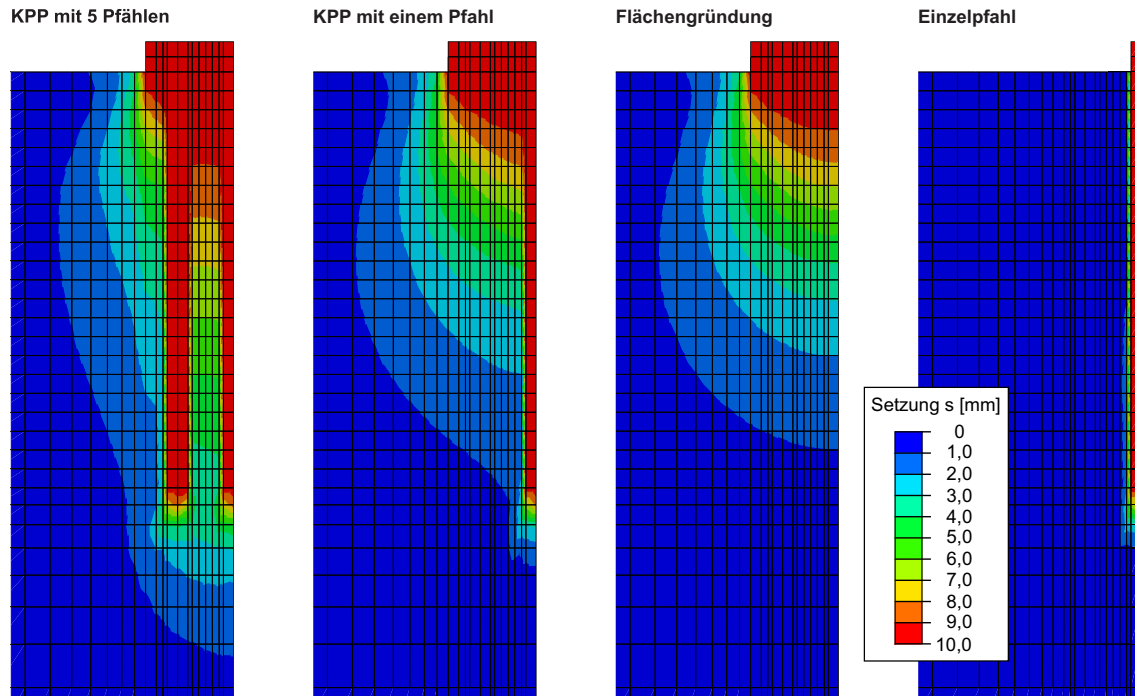 KPP mit 5 Pfählen
KPP mit einem Pfahl
Flächengründung
Einzelpfahl
Setzung s [mm]
0
1,0
2,0
3,0
4,0
5,0
6,0
7,0
8,0
9,0
10,0